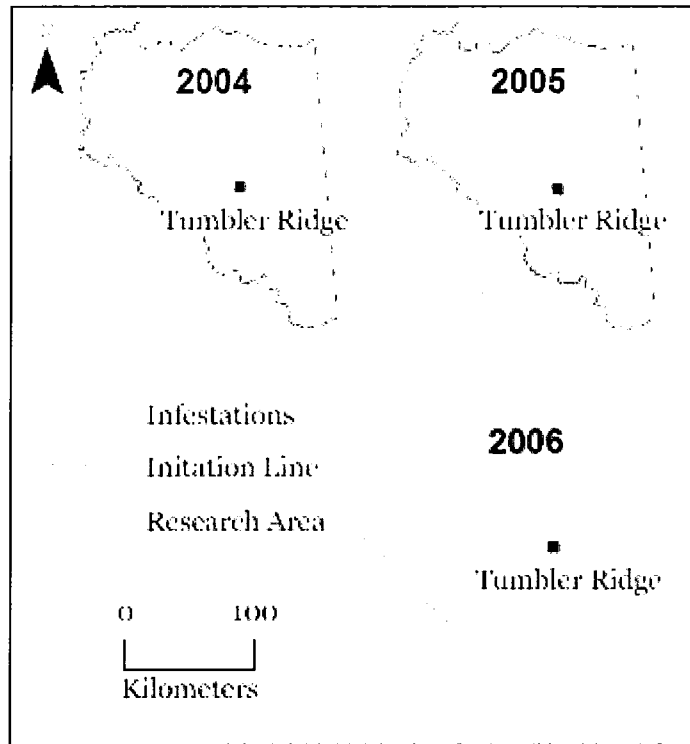 2004
2005
Tumbler Ridge
Tumbler Ridge
Infestations
Initation Line
Research Area
2006
Tumbler Ridge
0 100
Kilometers